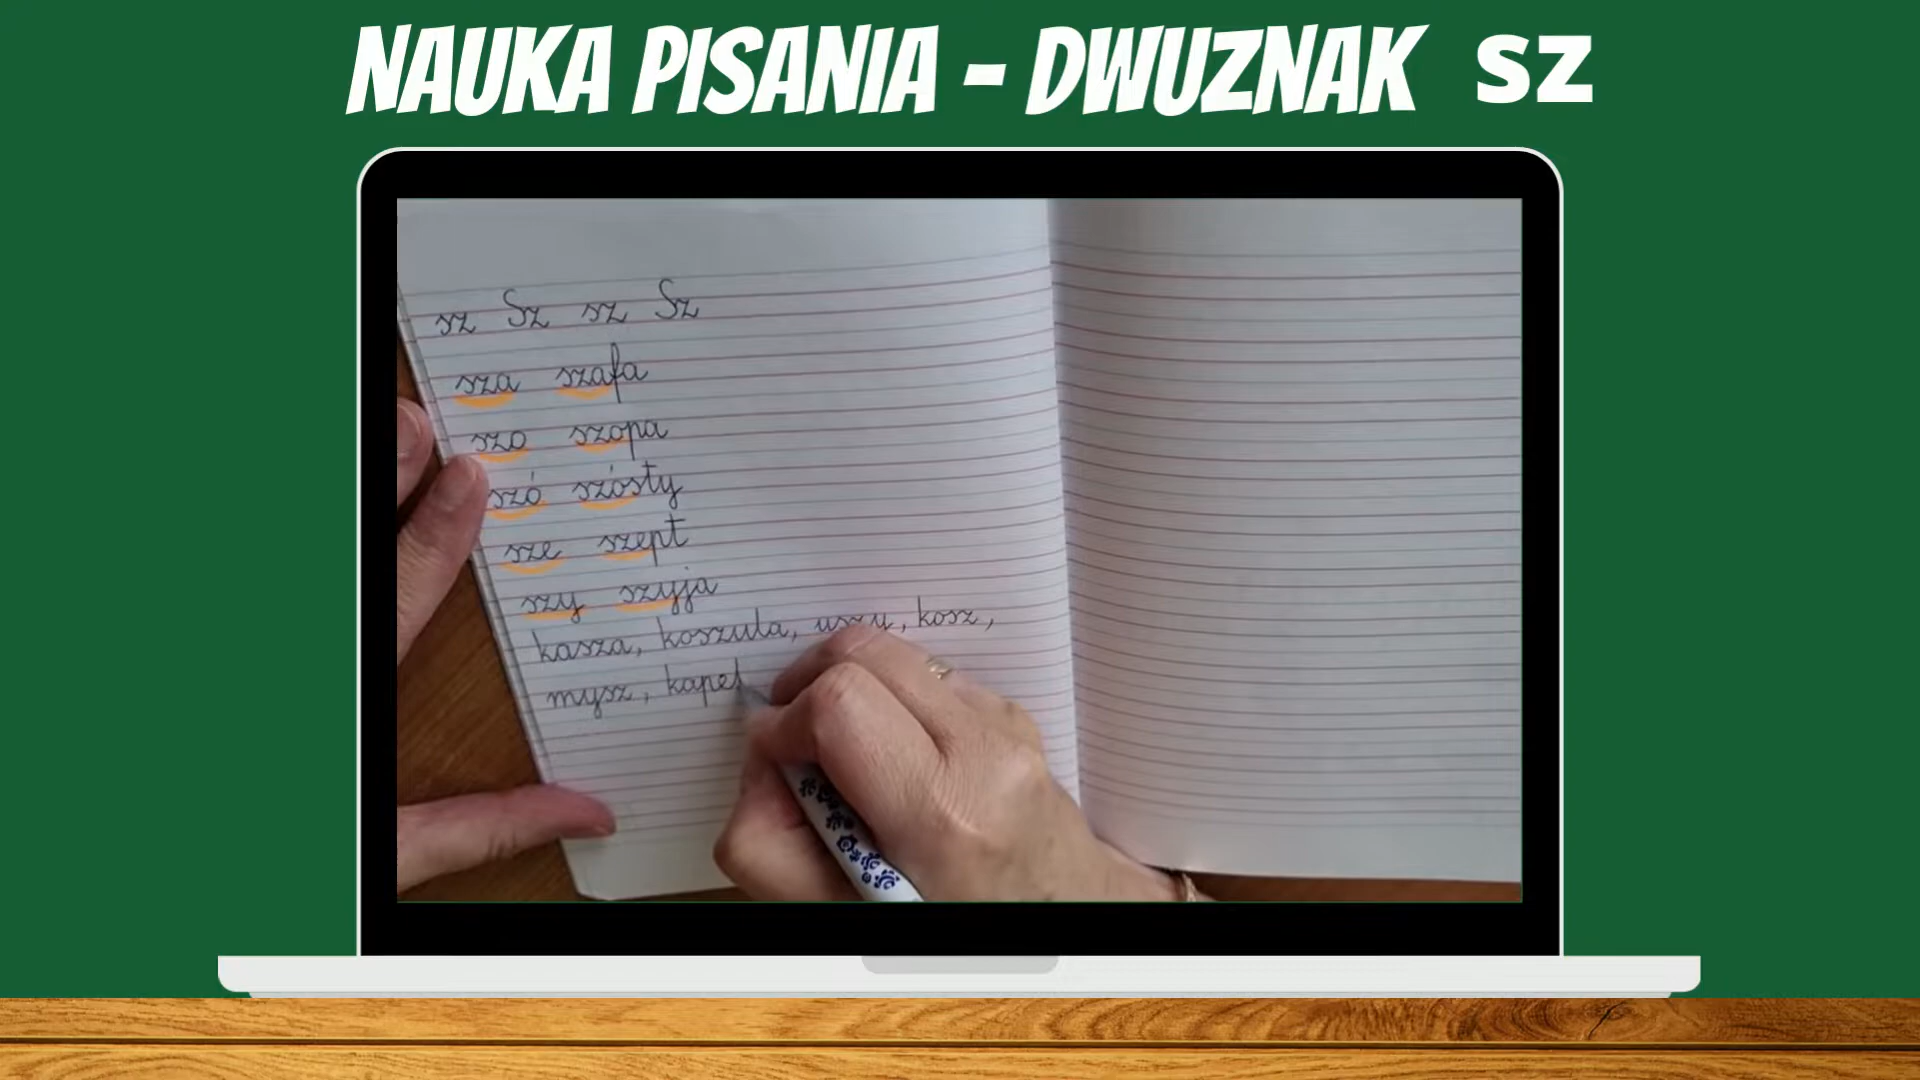 NAUKA PISANIA - DWUZNAK sz
sz Sz sz Sz
sza szafa
szo szopa
szó szósty
sze szept
szy szyja
kasza, koszula, uszy, kosz,
mysz, kapel